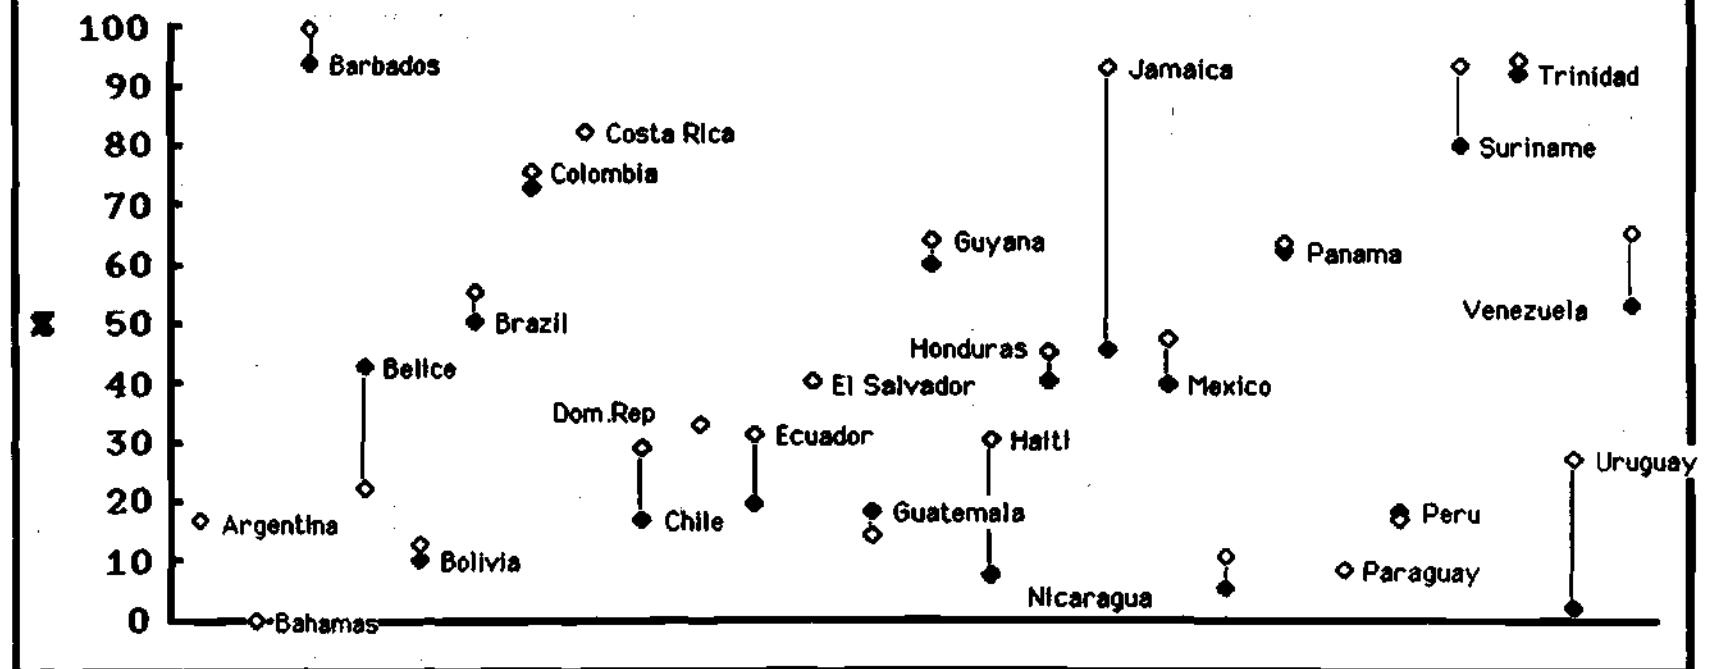 100
Barbados
Jamaica
Trinidad
90
Costa Rica
80
Suriname
Colombia
70
Guyana
Panama
60
Venezuela
%
50
Brazil
Honduras
Belice
40
El Salvador
Mexico
Dom.Rep
30
Ecuador
Haiti
Uruguay
20
Guatemala
Peru
Argentina
Chile
10
Bolivia
Paraguay
Nicaragua
0
Bahamas